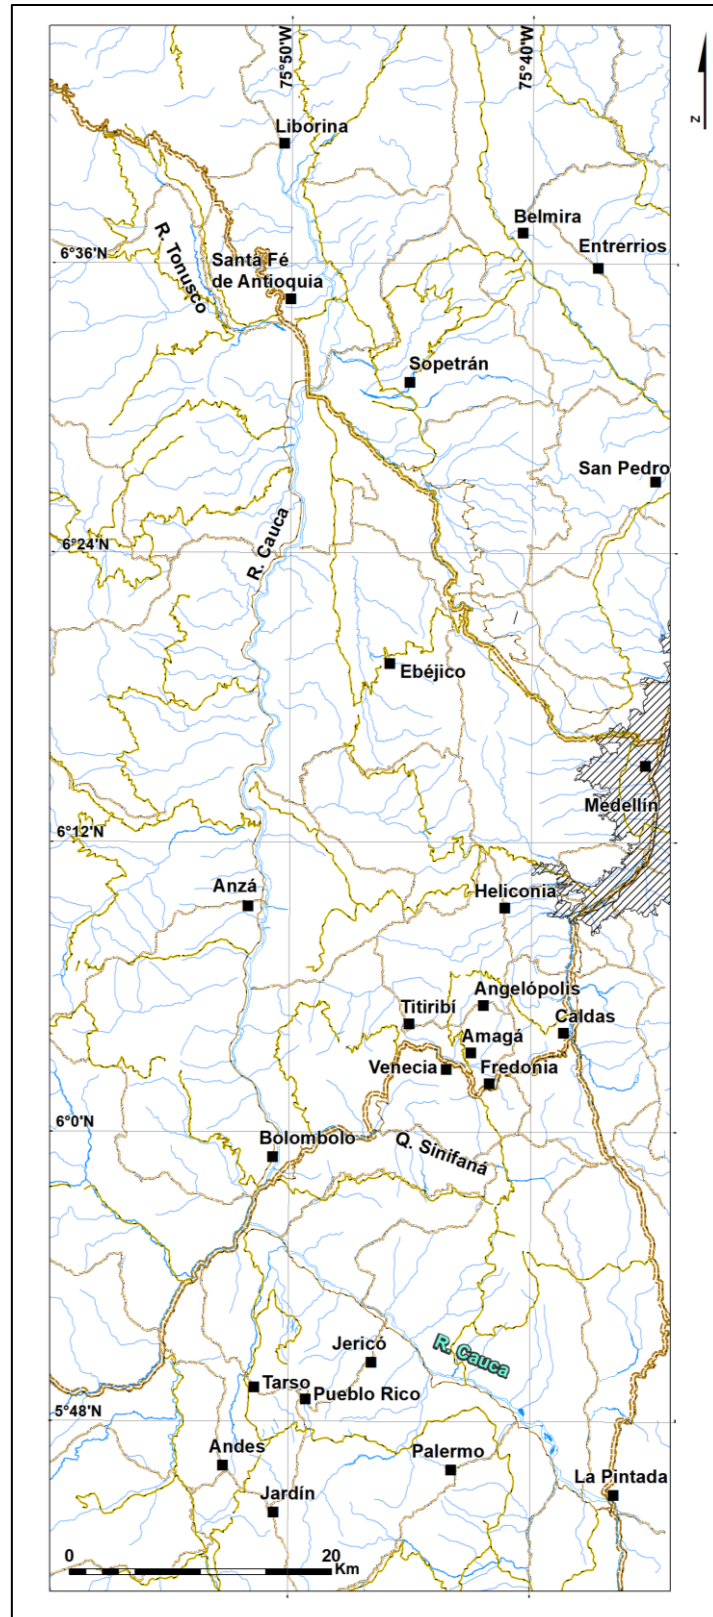 75°50'W
75°40'W
z
Liborina
Belmira
Entrerrios
R. Tonusco
6°36'N
Santa Fé
de Antioquia
Sopetrán
San Pedro
R. Cauca
6°24'N
Ebéjico
Medellín
6°12'N
Anzá
Heliconia
Angelópolis
Titiribí
Caldas
Amagá
Venecia
Fredonia
6°0'N
Bolombolo
Q. Sinifaná
Jericó
R. Cauca
Tarso
Pueblo Rico
5°48'N
Andes
Palermo
La Pintada
Jardín
0
20
Km